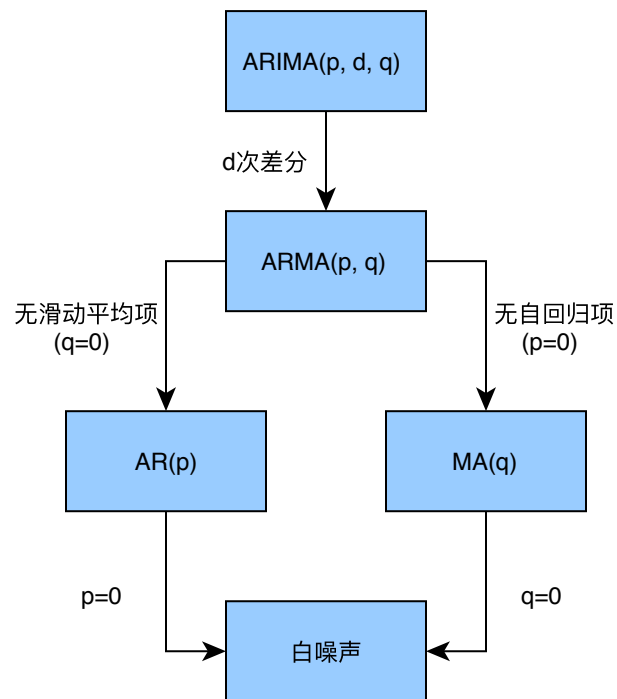 ARIMA(p, d, q)
d次差分
ARMA(p, q)
无滑动平均项
(q=0)
无自回归项
(p=0)
AR(p)
MA(q)
p=0
q=0
白噪声